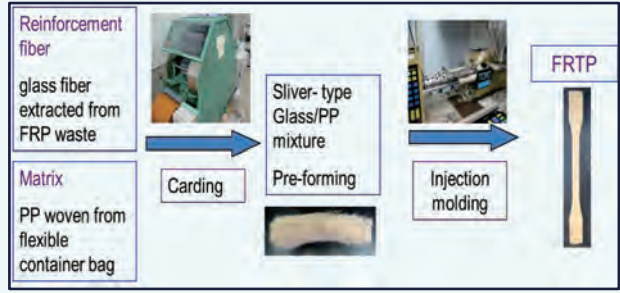 Reinforcement
fiber
glass fiber
extracted from
FRP waste
Matrix
PP woven from
flexible
container bag
Carding
Sliver- type
Glass/PP
mixture
Pre-forming
Injection
molding
FRTP